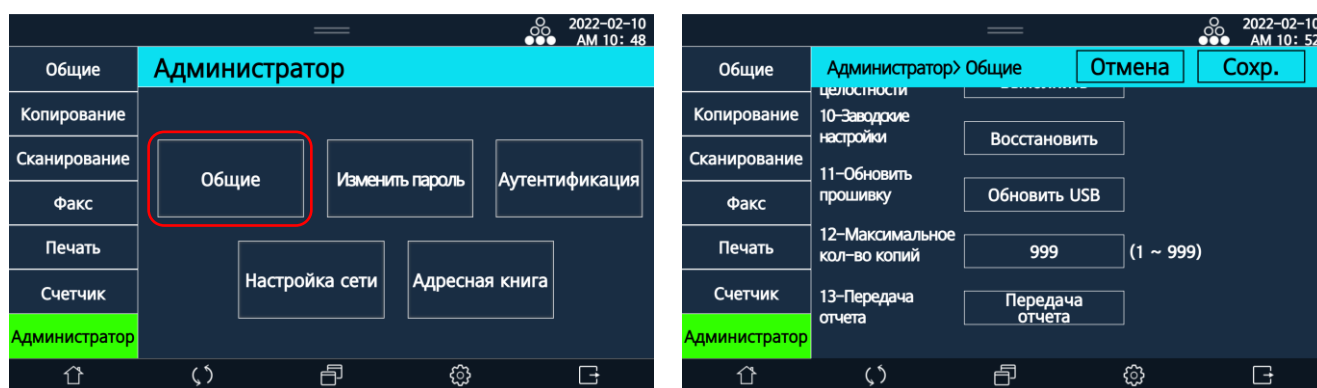 2022-02-10
AM 10: 48
Общие
Администратор
Копирование
Сканирование
Факс
Печать
Счетчик
Администратор
Общие
Изменить пароль
Аутентификация
Настройка сети
Адресная книга
2022-02-10
AM 10: 52
Общие
Администратор> Общие
Отмена
Сохр.
Копирование
Сканирование
Факс
Печать
Счетчик
Администратор
целостности
10-Заводские
настройки
Восстановить
11-Обновить
прошивку
Обновить USB
12-Максимальное
кол-во копий
999
(1 ~ 999)
13-Передача
отчета
Передача
отчета